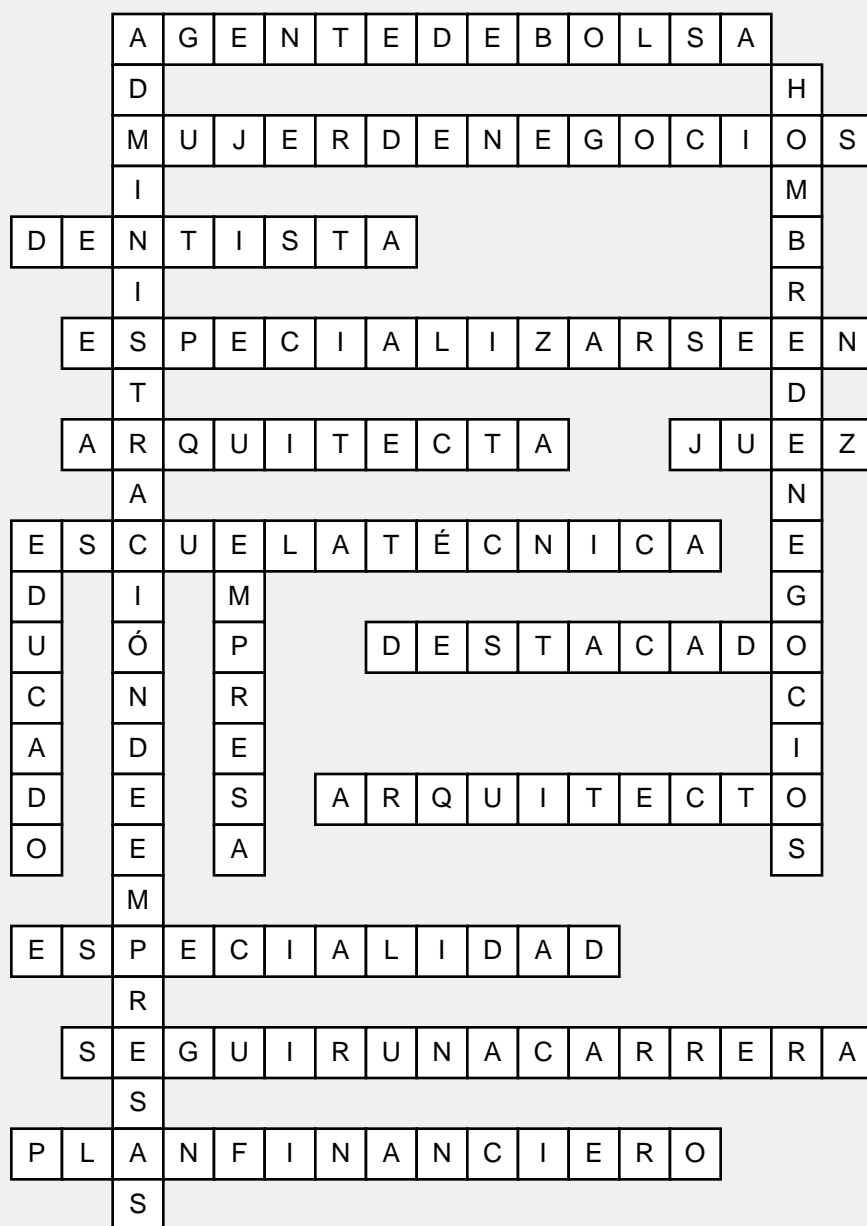 AGENTEDEBOLSA
ADMINISTRACIÓNDEEMPRESAS
HOMBREDENEGOCIOS
MUJERDENEGOCIOS
DENTISTA
ESPECIALIZARSEEN
ARQUITECTA
JUEZ
ESCUELATÉCNICA
EDUCADO
EMPRESA
DESTACADO
ARQUITECTO
ESPECIALIDAD
SEGUIRUNACARRERA
PLANFINANCIERO